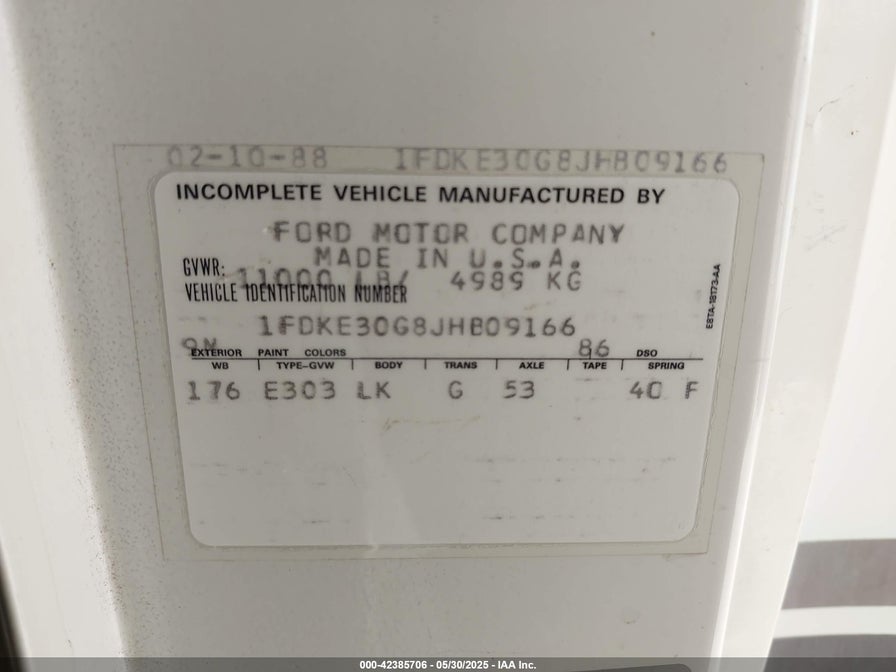 02-10-88 1FDKE30G8JHB09166
INCOMPLETE VEHICLE MANUFACTURED BY
FORD MOTOR COMPANY
MADE IN U.S.A.
GVWR: 11000 LB/ 4989 KG
VEHICLE IDENTIFICATION NUMBER
1FDKE30G8JHB09166
9M 86
EXTERIOR PAINT COLORS DSO
WB TYPE-GVW BODY TRANS AXLE TAPE SPRING
176 E303 LK G 53 40 F
E8TA-18173-AA
000-42385706 - 05/30/2025 - IAA Inc.